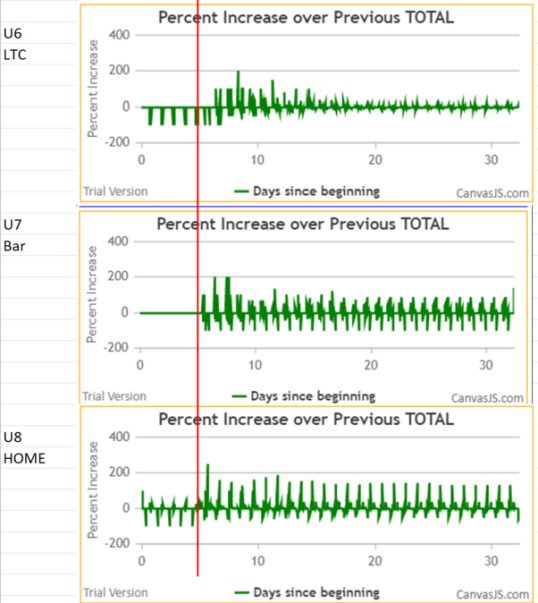 Percent Increase over Previous TOTAL
U6
LTC
Percent Increase
400
200
0
-200
0
10
20
30
Days since beginning
Trial Version
CanvasJS.com
Percent Increase over Previous TOTAL
U7
Bar
Percent Increase
400
200
0
-200
0
10
20
30
Days since beginning
Trial Version
CanvasJS.com
Percent Increase over Previous TOTAL
U8
HOME
Percent Increase
400
200
0
-200
0
10
20
30
Days since beginning
Trial Version
CanvasJS.com